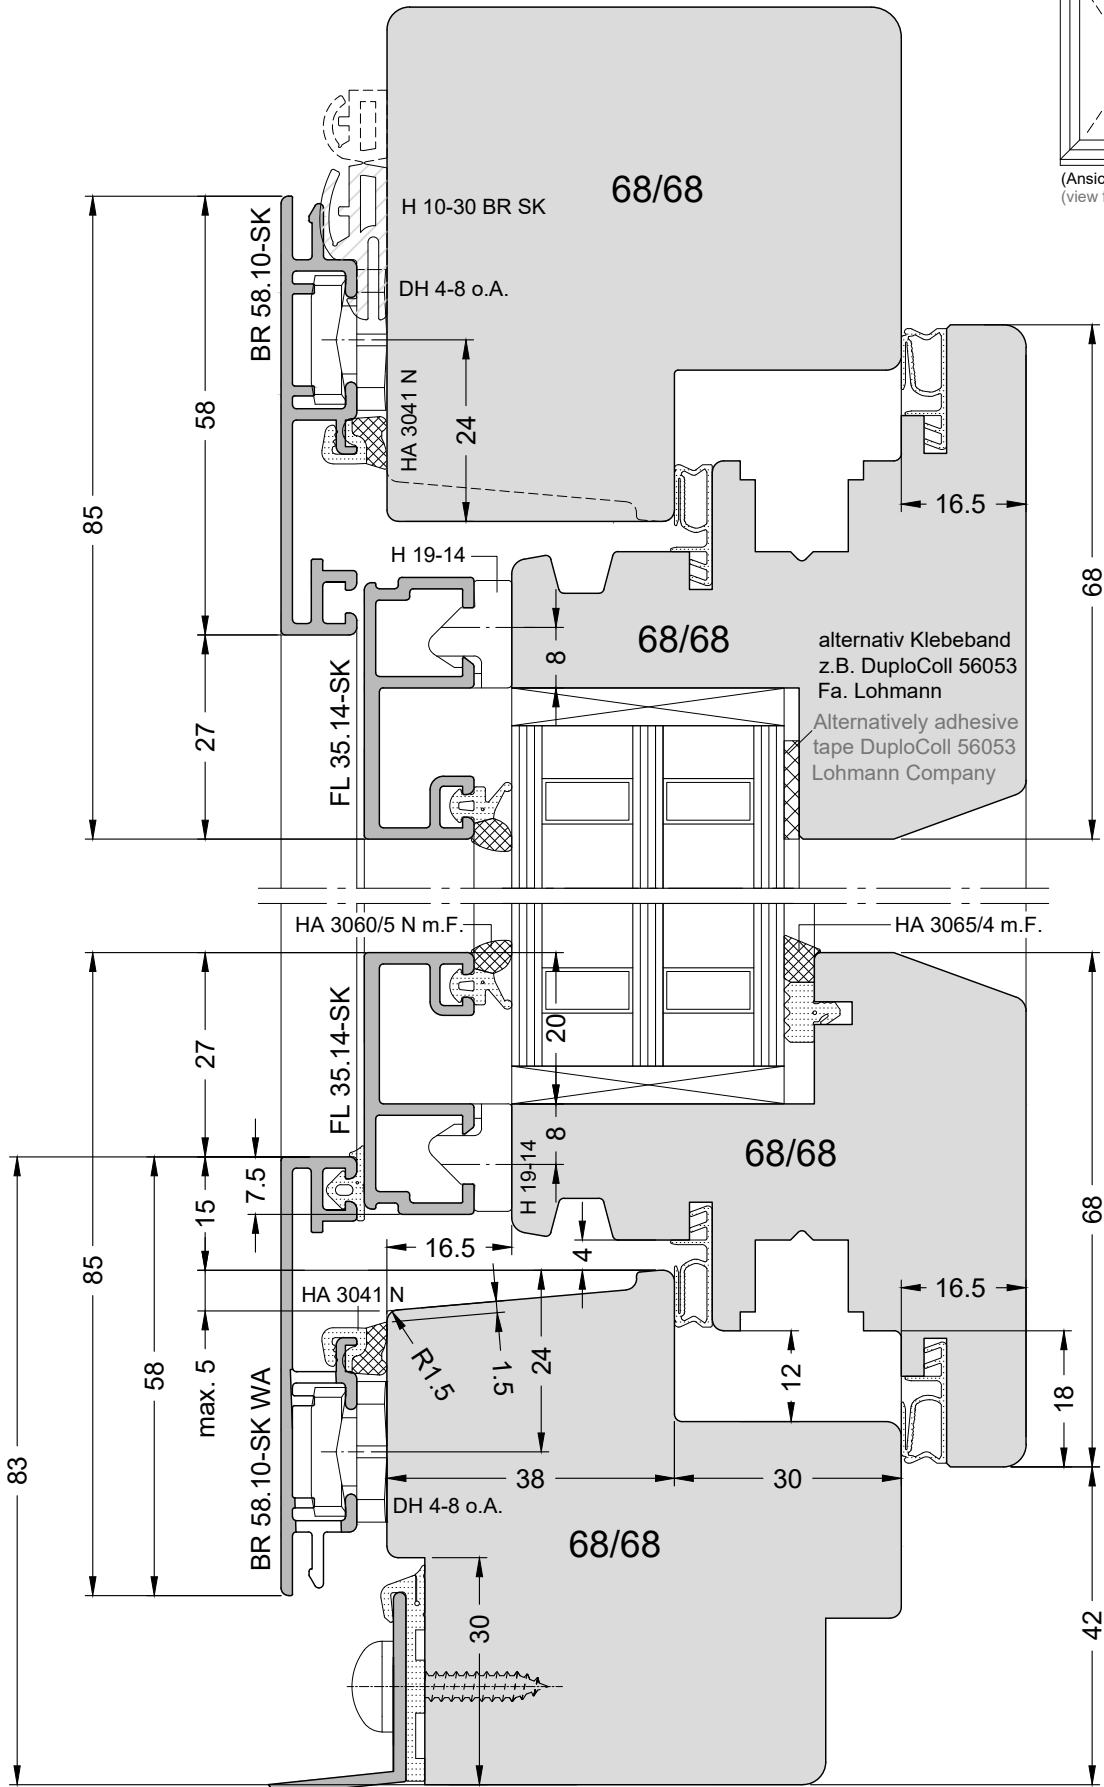 68/68
(Ansic
(view f
H 10-30 BR SK
BR 58.10-SK
DH 4-8 o.A.
58
HA 3041 N
24
85
16.5
H 19-14
68
68/68
8
alternativ Klebeband
z.B. DuploColl 56053
Fa. Lohmann
Alternatively adhesive
tape DuploColl 56053
Lohmann Company
FL 35.14-SK
27
HA 3060/5 N m.F.
HA 3065/4 m.F.
FL 35.14-SK
27
20
8
68/68
H 19-14
7.5
15
68
16.5
4
85
HA 3041 N
16.5
max. 5
R1.5
1.5
24
12
18
58
83
BR 58.10-SK WA
38
30
DH 4-8 o.A.
68/68
30
42